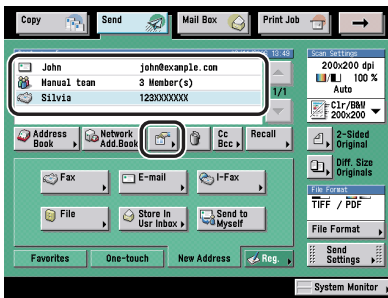 Copy Send Mail Box Print Job
13:49
John john@example.com
Manual team 3 Member(s)
Silvia 123XXXXXXX
1/1
Scan Settings
200x200 dpi
100 %
Auto
Clr/B&W
200x200
Address Book
Network Add.Book
Cc Bcc
Recall
2-Sided Original
Diff. Size Originals
Fax
E-mail
I-Fax
File
Store In Usr Inbox
Send to Myself
File Format
TIFF / PDF
File Format
Favorites One-touch New Address Reg.
Send Settings
System Monitor